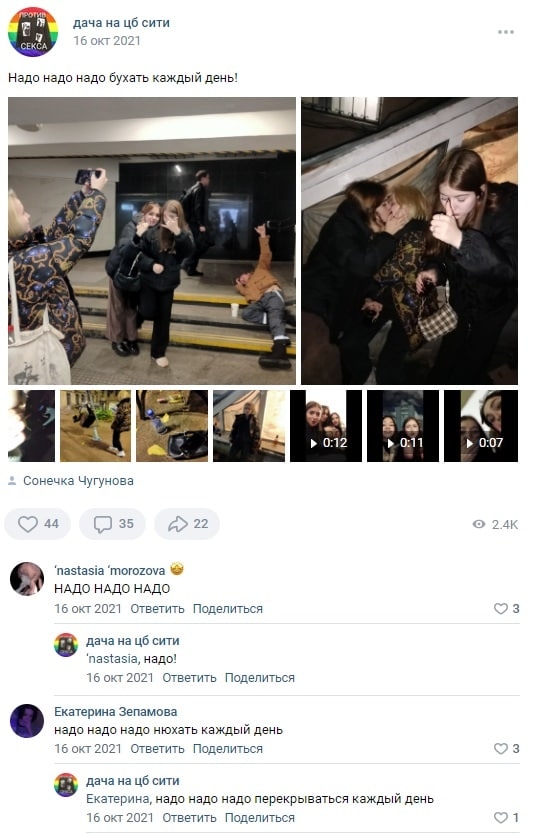 ПРОТИВ
СЕКСА
дача на цб сити
16 окт 2021
Надо надо надо бухать каждый день!
0:12
0:11
0:07
Сонечка Чугунова
44
35
22
2.4K
'nastasia 'morozova
НАДО НАДО НАДО
16 окт 2021 Ответить Поделиться
3
дача на цб сити
'nastasia, надо!
16 окт 2021 Ответить Поделиться
Екатерина Зепамова
надо надо надо нюхать каждый день
16 окт 2021 Ответить Поделиться
3
дача на цб сити
Екатерина, надо надо надо перекрываться каждый день
16 окт 2021 Ответить Поделиться
1